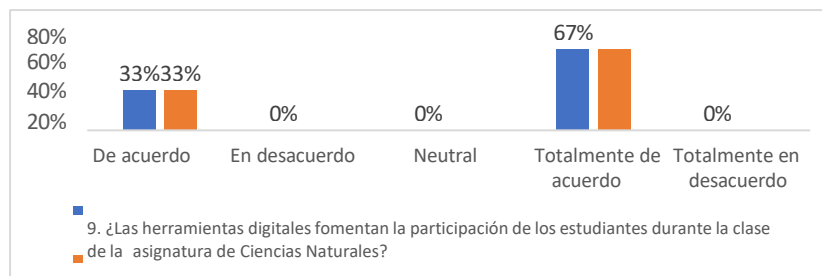 80%
60%
40%
20%
33%33%
0%
0%
67%
0%
De acuerdo
En desacuerdo
Neutral
Totalmente de
acuerdo
Totalmente en
desacuerdo
9. ¿Las herramientas digitales fomentan la participación de los estudiantes durante la clase
de la asignatura de Ciencias Naturales?